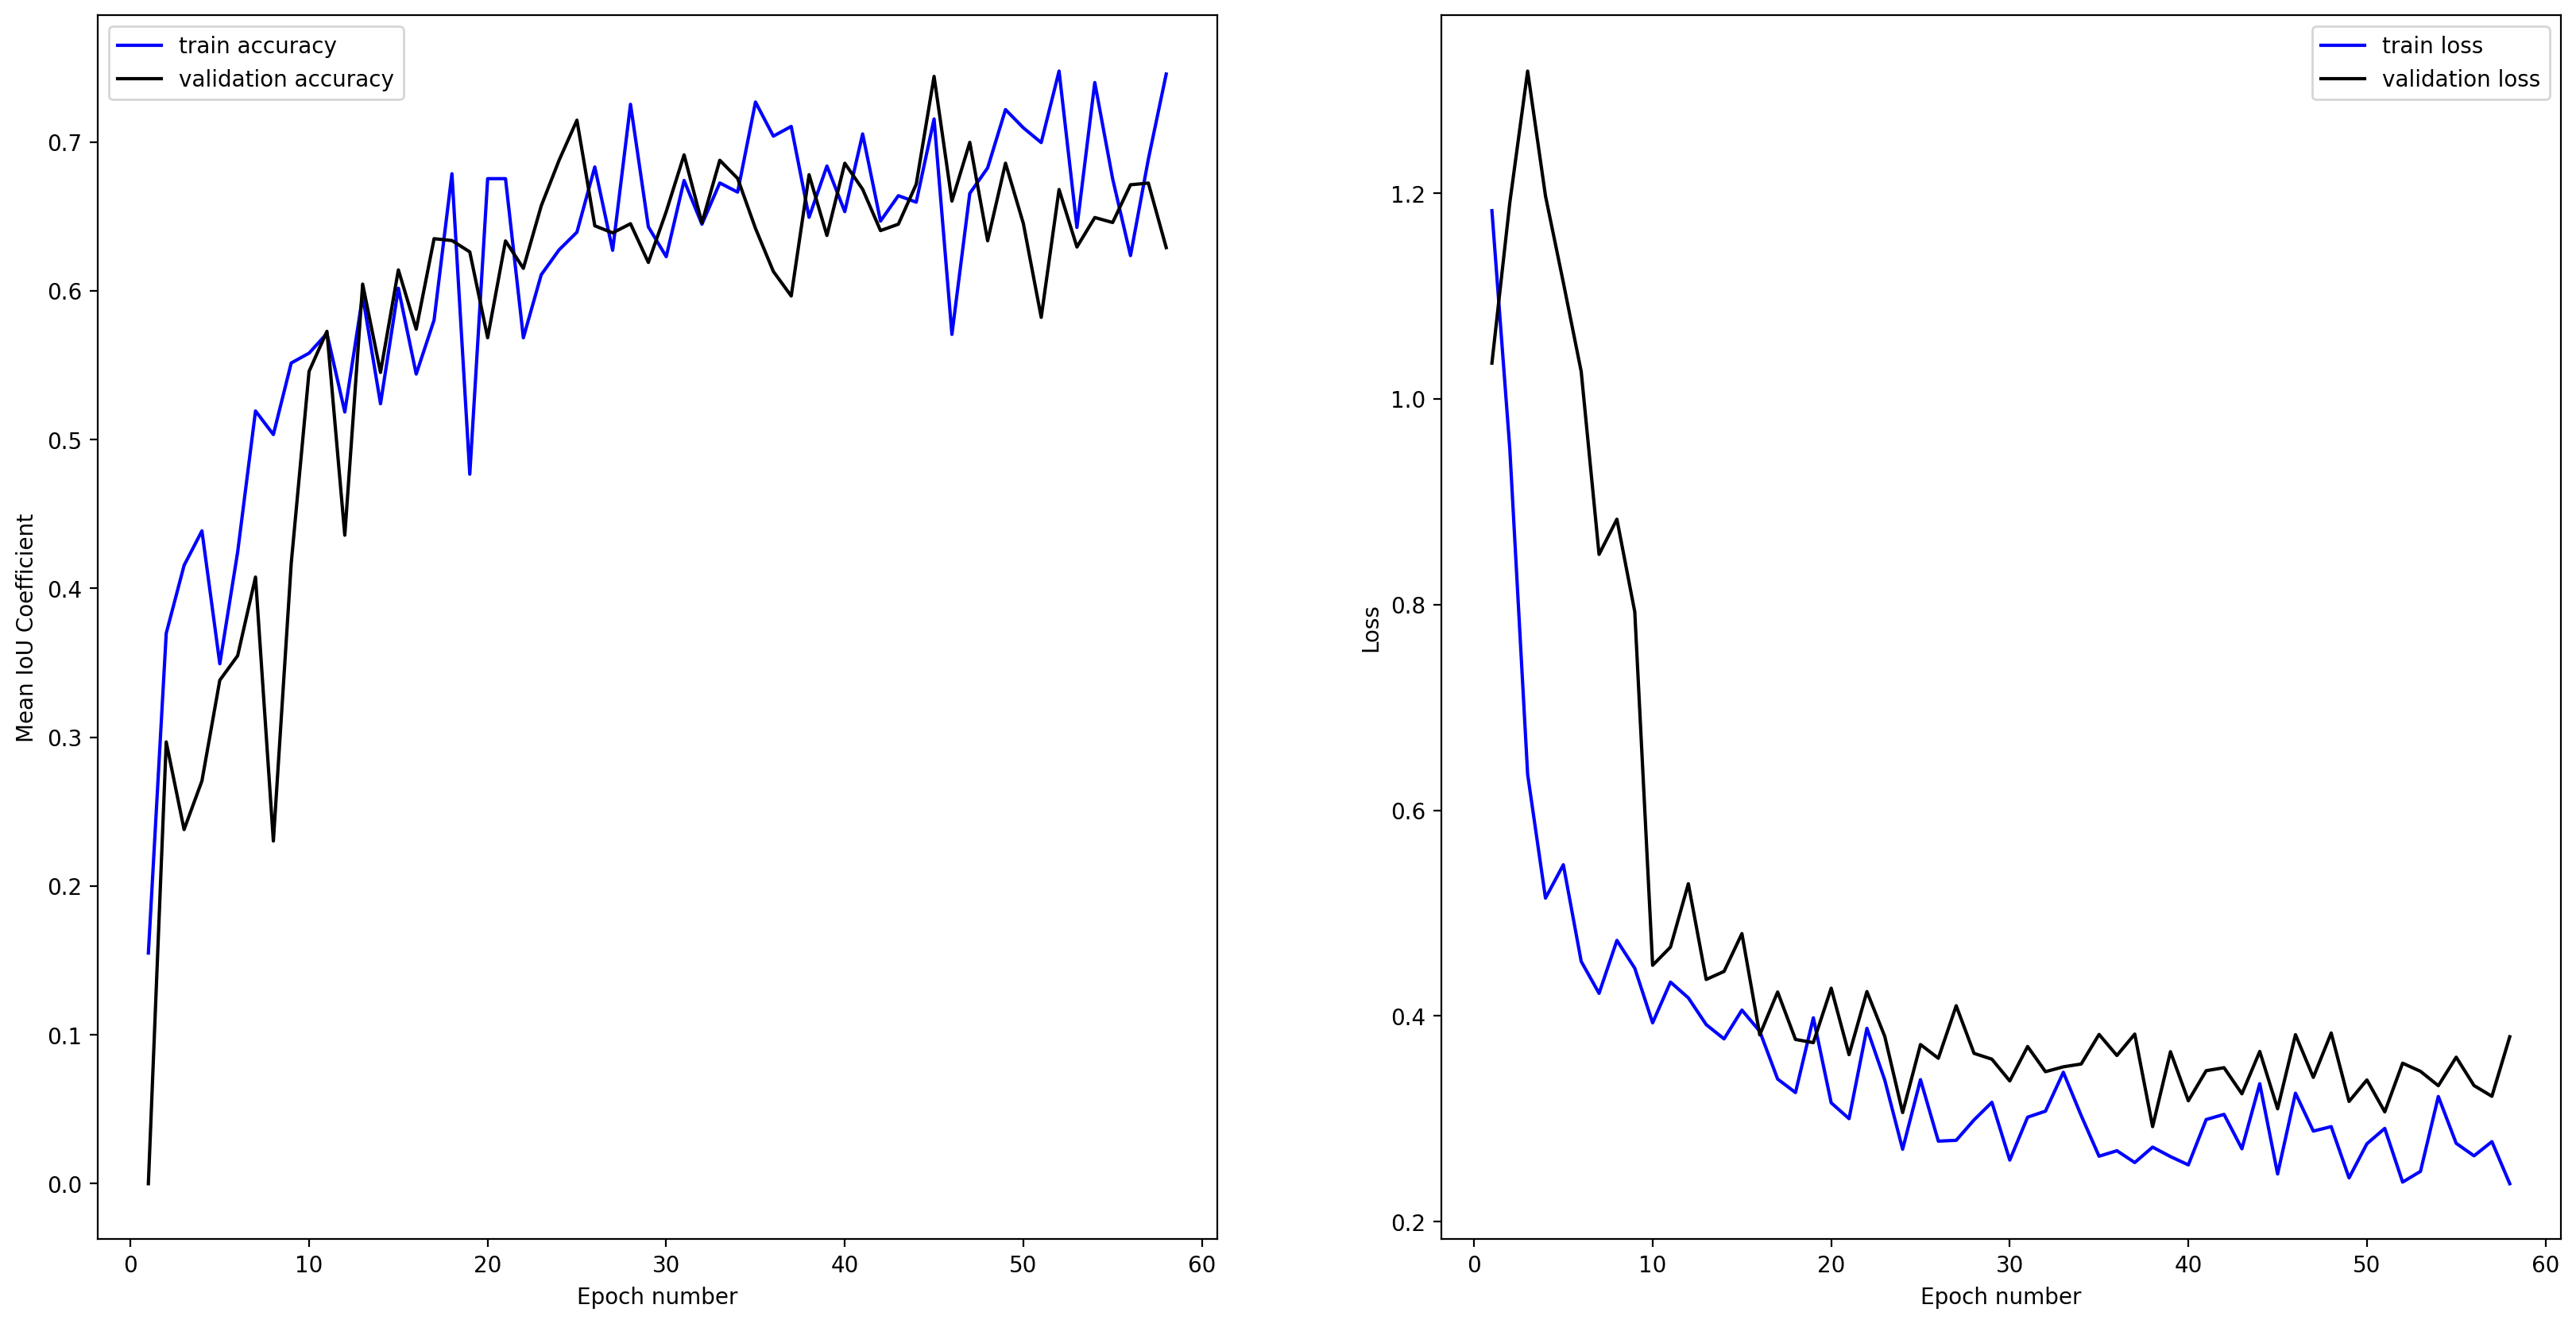 train accuracy
validation accuracy
0.7
0.6
0.5
0.4
0.3
0.2
0.1
0.0
Mean IoU Coefficient
0 10 20 30 40 50 60
Epoch number
train loss
validation loss
1.2
1.0
0.8
0.6
0.4
0.2
Loss
0 10 20 30 40 50 60
Epoch number